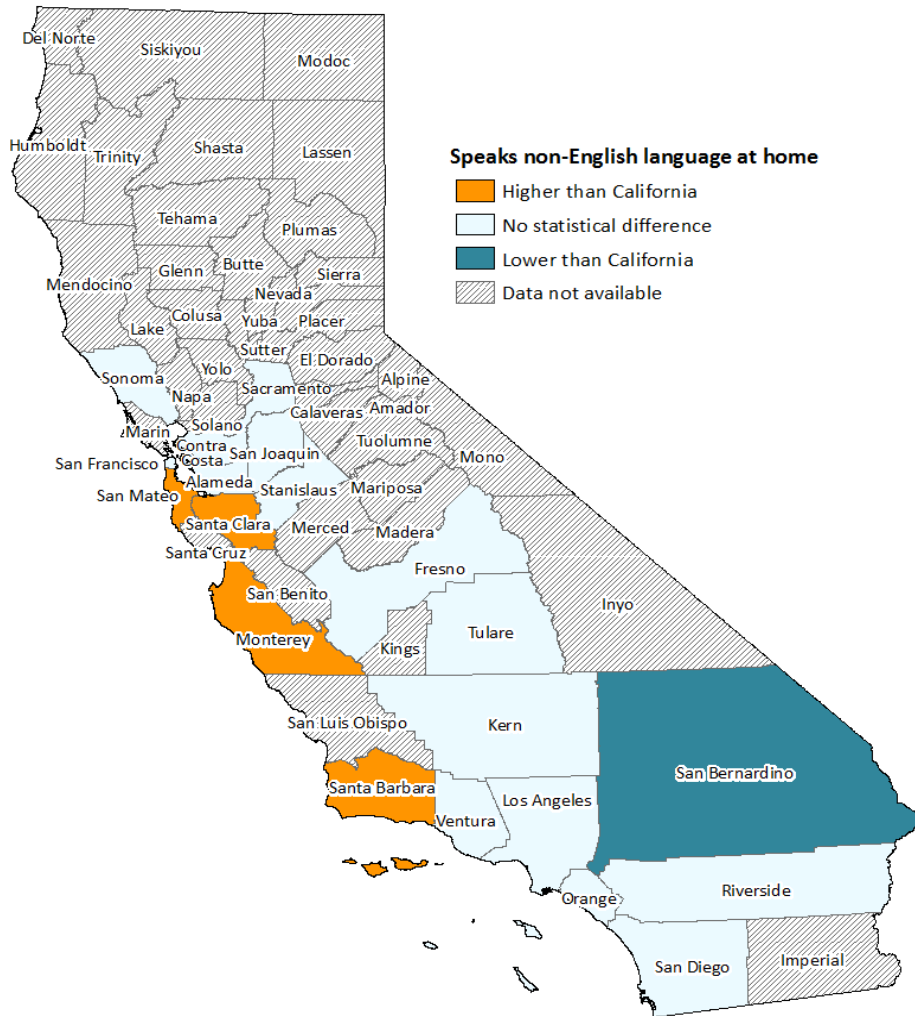 Del Norte
Siskiyou
Modoc
Humboldt
Trinity
Shasta
Lassen
Speaks non-English language at home
Higher than California
No statistical difference
Lower than California
Data not available
Tehama
Plumas
Mendocino
Glenn
Butte
Sierra
Nevada
Lake
Colusa
Yuba
Placer
Sutter
El Dorado
Sonoma
Yolo
Napa
Sacramento
Alpine
Solano
Calaveras
Amador
Marin
Contra
Costa
San Joaquin
Tuolumne
Mono
San Francisco
Alameda
Stanislaus
Mariposa
San Mateo
Santa Clara
Merced
Madera
Santa Cruz
Fresno
San Benito
Inyo
Monterey
Kings
Tulare
San Luis Obispo
Kern
San Bernardino
Santa Barbara
Los Angeles
Ventura
Orange
Riverside
San Diego
Imperial